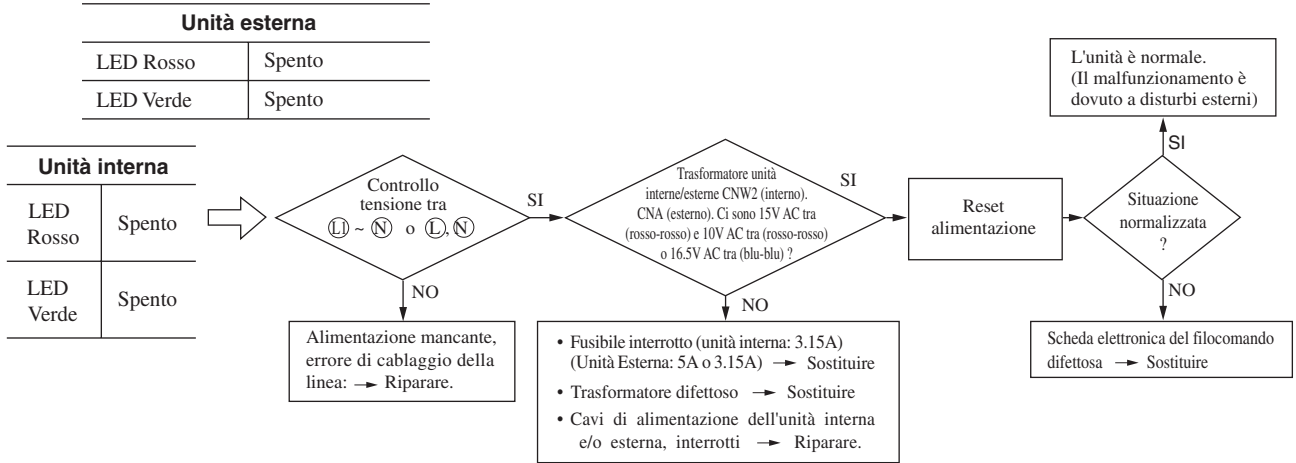 Unità esterna
LED Rosso Spento
LED Verde Spento
Unità interna
LED Rosso Spento
LED Verde Spento
Controllo
tensione tra
L1 ~ N o L, N
SI
NO
Alimentazione mancante,
errore di cablaggio della
linea: → Riparare.
Trasformatore unità
interne/esterne CNW2 (interno).
CNA (esterno). Ci sono 15V AC tra
(rosso-rosso) e 10V AC tra (rosso-rosso)
o 16.5V AC tra (blu-blu) ?
SI
NO
• Fusibile interrotto (unità interna: 3.15A)
(Unità Esterna: 5A o 3.15A) → Sostituire
• Trasformatore difettoso → Sostituire
• Cavi di alimentazione dell'unità interna
e/o esterna, interrotti → Riparare.
Reset
alimentazione
Situazione
normalizzata
?
SI
L'unità è normale.
(Il malfunzionamento è
dovuto a disturbi esterni)
NO
Scheda elettronica del filocomando
difettosa → Sostituire